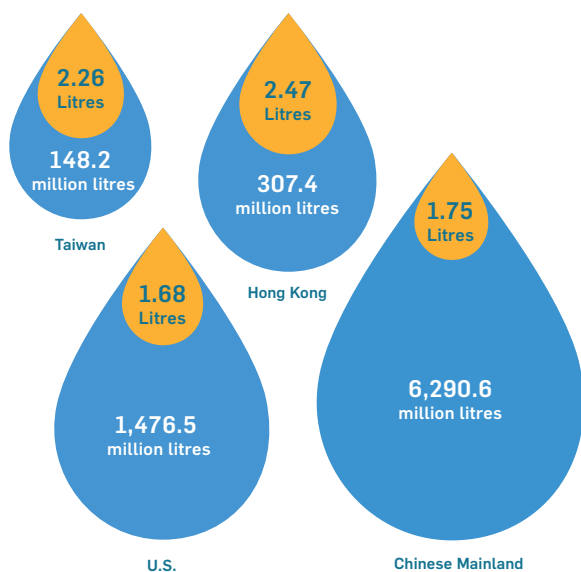 2.26
Litres
148.2
million litres
Taiwan
2.47
Litres
307.4
million litres
Hong Kong
1.68
Litres
1,476.5
million litres
U.S.
1.75
Litres
6,290.6
million litres
Chinese Mainland